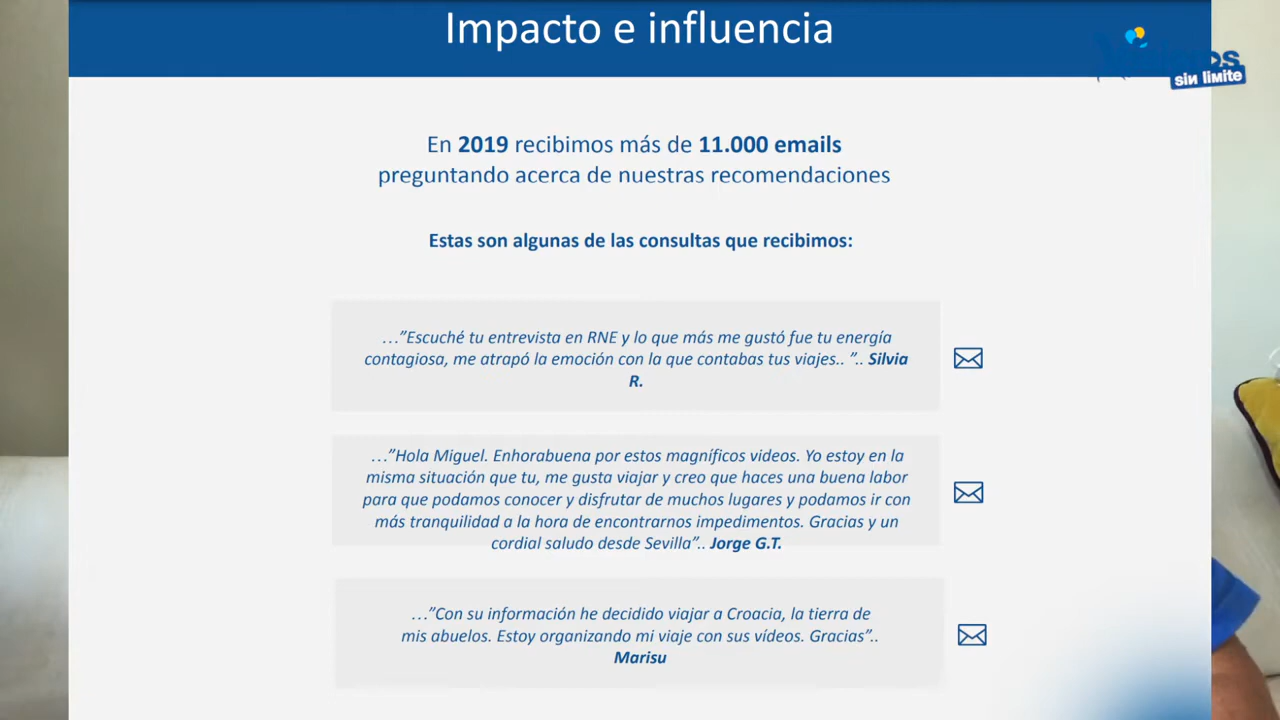 Impacto e influencia
sin limite
En 2019 recibimos más de 11.000 emails
preguntando acerca de nuestras recomendaciones
Estas son algunas de las consultas que recibimos:
…”Escuché tu entrevista en RNE y lo que más me gustó fue tu energía
contagiosa, me atrapó la emoción con la que contabas tus viajes.. ”.. Silvia
R.
…”Hola Miguel. Enhorabuena por estos magníficos videos. Yo estoy en la
misma situación que tu, me gusta viajar y creo que haces una buena labor
para que podamos conocer y disfrutar de muchos lugares y podamos ir con
más tranquilidad a la hora de encontrarnos impedimentos. Gracias y un
cordial saludo desde Sevilla”.. Jorge G.T.
…”Con su información he decidido viajar a Croacia, la tierra de
mis abuelos. Estoy organizando mi viaje con sus vídeos. Gracias”..
Marisu